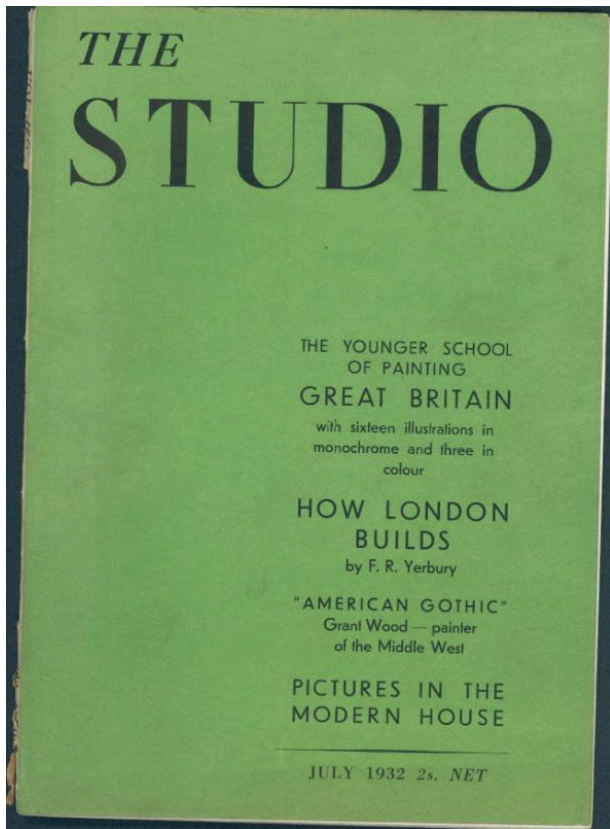 THE
STUDIO
THE YOUNGER SCHOOL
OF PAINTING
GREAT BRITAIN
with sixteen illustrations in
monochrome and three in
colour
HOW LONDON
BUILDS
by F. R. Yerbury
"AMERICAN GOTHIC"
Grant Wood — painter
of the Middle West
PICTURES IN THE
MODERN HOUSE
JULY 1932 2s. NET